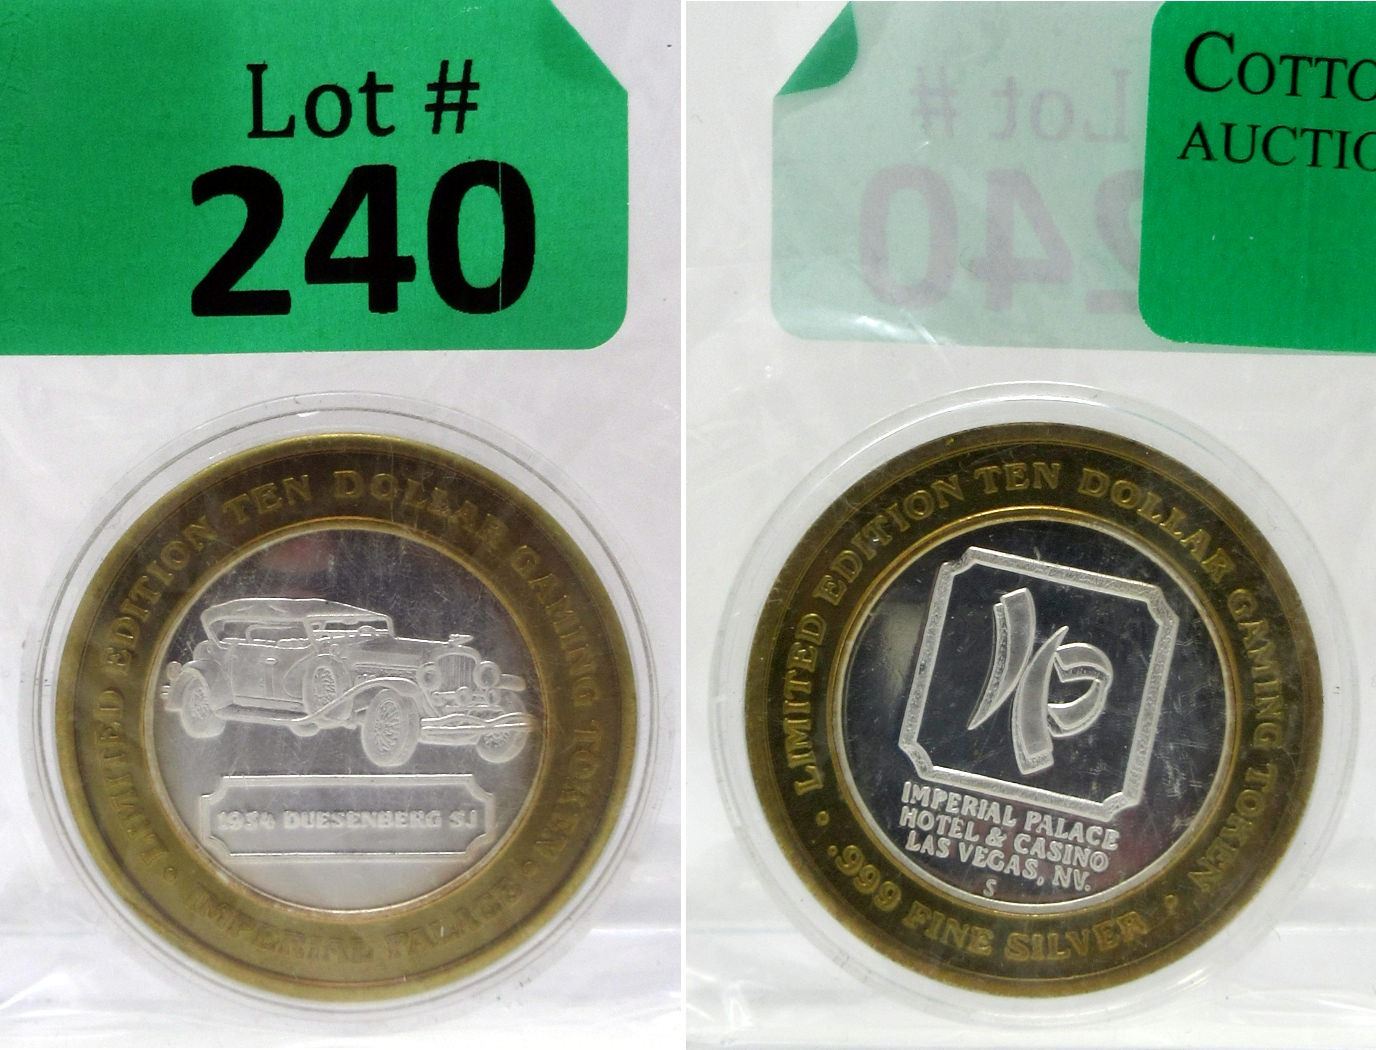 Lot #
240
LIMITED EDITION TEN DOLLAR GAMING TOKEN
1934 DUESENBERG SJ
IMPERIAL PALACE
COTTO
AUCTIO
Lot #
240
LIMITED EDITION TEN DOLLAR GAMING TOKEN
IMPERIAL PALACE
HOTEL & CASINO
LAS VEGAS, NV.
S
.999 FINE SILVER